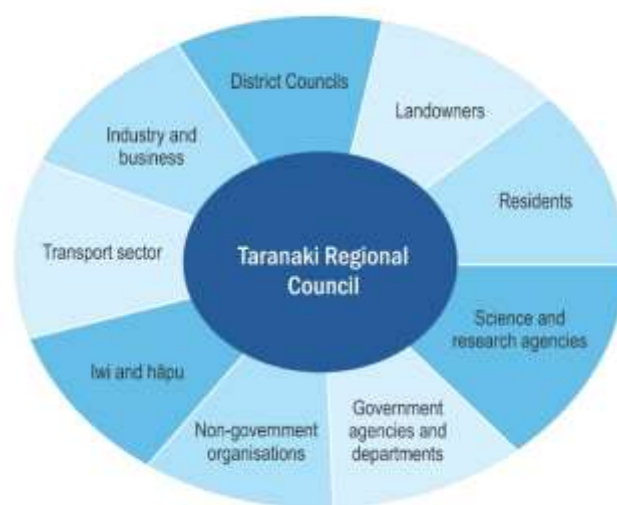 District Councils
Landowners
Residents
Science and
research agencies
Government
agencies and
departments
Non-government
organisations
Iwi and hāpu
Transport sector
Industry and
business
Taranaki Regional
Council